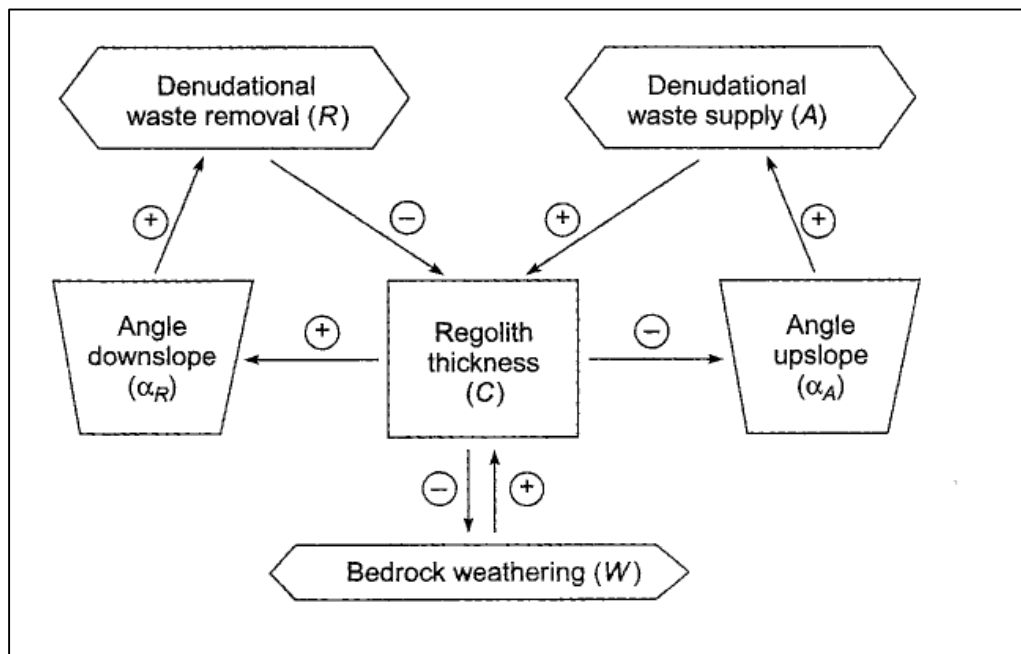 Denudational
waste removal (R)
Denudational
waste supply (A)
−
+
+
+
Angle
downslope
(αR)
+
Regolith
thickness
(C)
−
Angle
upslope
(αA)
−
+
Bedrock weathering (W)